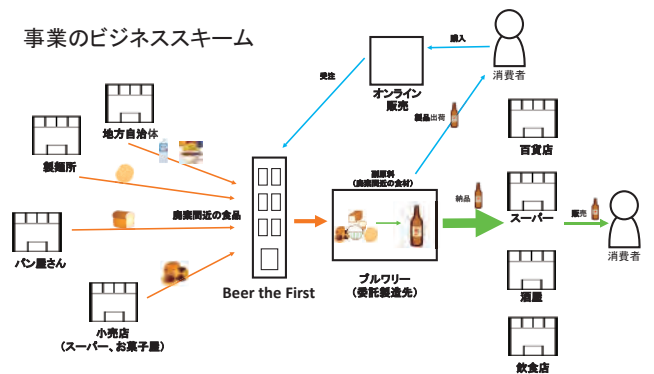 事業のビジネススキーム
購入
消費者
受注
オンライン
販売
製品出荷
地方自治体
百貨店
製麺所
副原料
(廃棄間近の食材)
納品
スーパー
販売
廃棄間近の食品
パン屋さん
消費者
Beer the First
ブルワリー
(委託製造先)
酒屋
小売店
(スーパー、お菓子屋)
飲食店